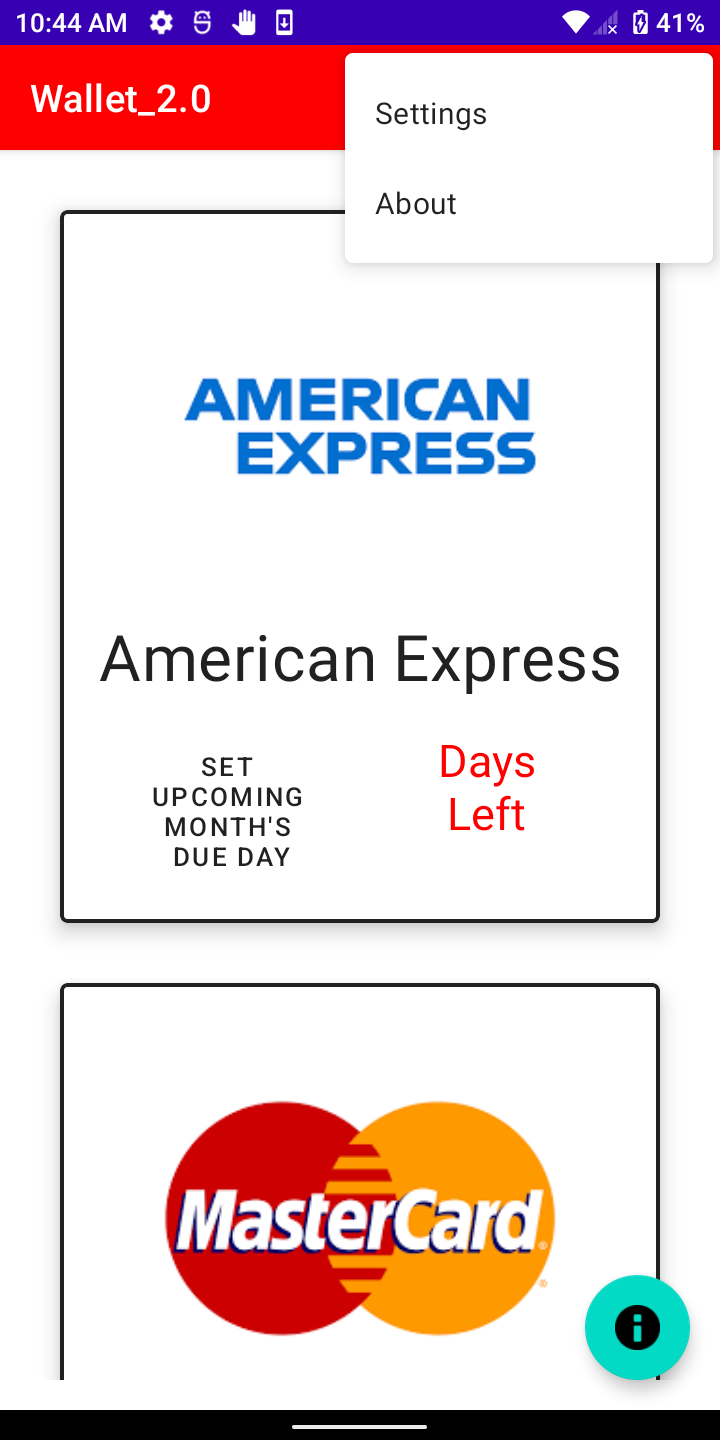 10:44 AM
41%
Wallet_2.0
Settings
About
AMERICAN
EXPRESS
American Express
SET
UPCOMING
MONTH'S
DUE DAY
Days
Left
MasterCard